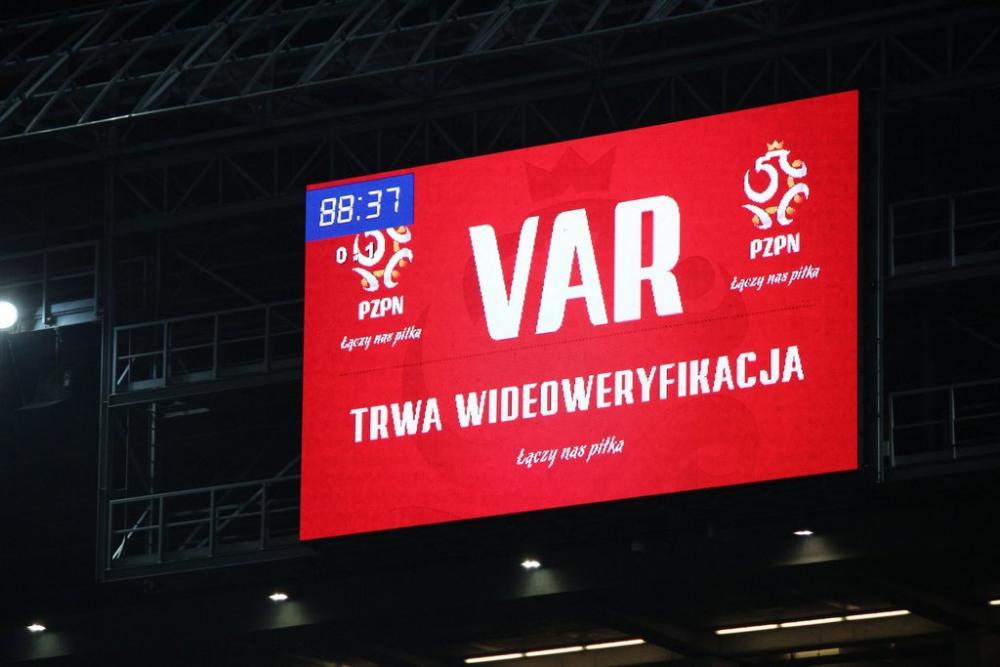 88:37
0:1
PZPN
Łączy nas piłka
VAR
PZPN
Łączy nas piłka
TRWA WIDEOWERYFIKACJA
Łączy nas piłka